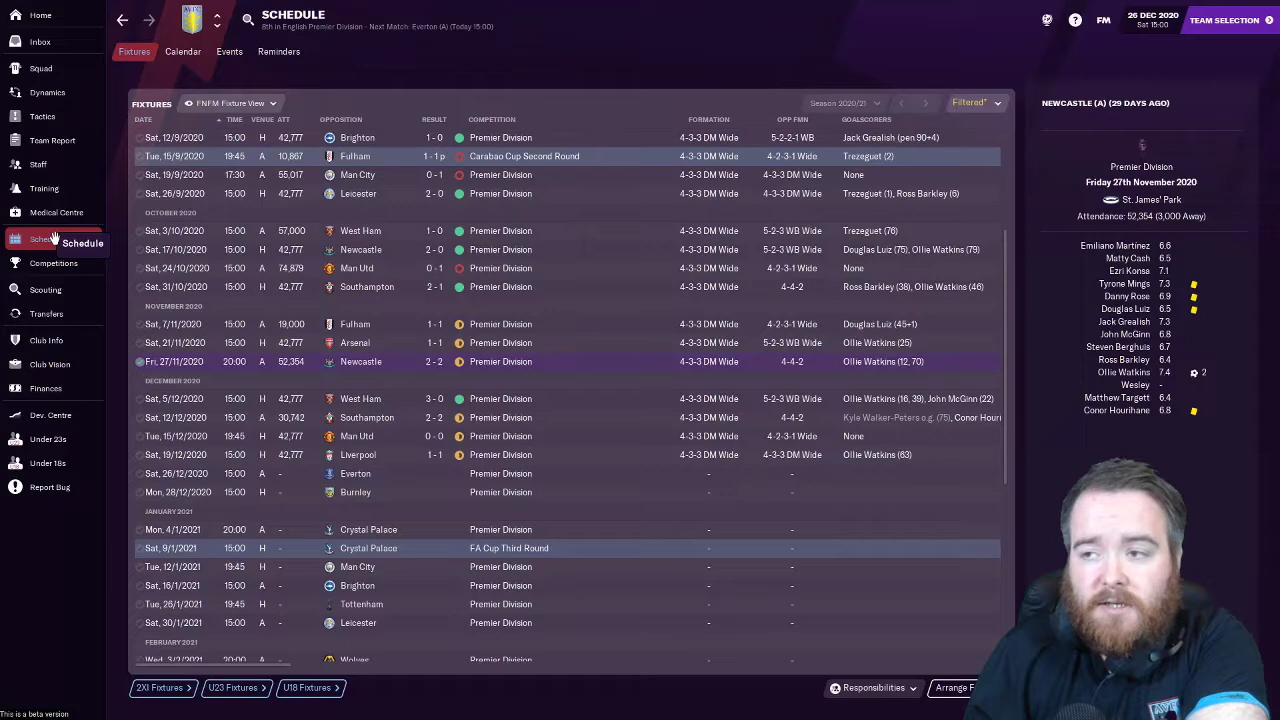 Home
Inbox
Squad
Dynamics
Tactics
Team Report
Staff
Training
Medical Centre
Schedule
Competitions
Scouting
Transfers
Club Info
Club Vision
Finances
Dev. Centre
Under 23s
Under 18s
Report Bug
This is a beta version
SCHEDULE
8th in English Premier Division - Next Match: Everton (A) (Today 15:00)
FM
26 DEC 2020
Sat 15:00
TEAM SELECTION
Fixtures Calendar Events Reminders
FIXTURES FNFM Fixture View Season 2020/21 Filtered*
DATE TIME VENUE ATT OPPOSITION RESULT COMPETITION FORMATION OPP FMN GOALSCORERS
Sat, 12/9/2020 15:00 H 42,777 Brighton 1 - 0 Premier Division 4-3-3 DM Wide 5-2-2-1 WB Jack Grealish (pen 90+4)
Tue, 15/9/2020 19:45 A 10,867 Fulham 1 - 1 p Carabao Cup Second Round 4-3-3 DM Wide 4-2-3-1 Wide Trezeguet (2)
Sat, 19/9/2020 17:30 A 55,017 Man City 0 - 1 Premier Division 4-3-3 DM Wide 4-3-3 DM Wide None
Sat, 26/9/2020 15:00 H 42,777 Leicester 2 - 0 Premier Division 4-3-3 DM Wide 4-3-3 DM Wide Trezeguet (1), Ross Barkley (6)
OCTOBER 2020
Sat, 3/10/2020 15:00 A 57,000 West Ham 1 - 0 Premier Division 4-3-3 DM Wide 5-2-3 WB Wide Trezeguet (76)
Sat, 17/10/2020 15:00 H 42,777 Newcastle 2 - 0 Premier Division 4-3-3 DM Wide 5-2-3 WB Wide Douglas Luiz (75), Ollie Watkins (79)
Sat, 24/10/2020 15:00 A 74,879 Man Utd 0 - 1 Premier Division 4-3-3 DM Wide 4-2-3-1 Wide None
Sat, 31/10/2020 15:00 H 42,777 Southampton 2 - 1 Premier Division 4-3-3 DM Wide 4-4-2 Ross Barkley (38), Ollie Watkins (46)
NOVEMBER 2020
Sat, 7/11/2020 15:00 A 19,000 Fulham 1 - 1 Premier Division 4-3-3 DM Wide 4-2-3-1 Wide Douglas Luiz (45+1)
Sat, 21/11/2020 15:00 H 42,777 Arsenal 1 - 1 Premier Division 4-3-3 DM Wide 5-2-3 WB Wide Ollie Watkins (25)
Fri, 27/11/2020 20:00 A 52,354 Newcastle 2 - 2 Premier Division 4-3-3 DM Wide 4-4-2 Ollie Watkins (12, 70)
DECEMBER 2020
Sat, 5/12/2020 15:00 H 42,777 West Ham 3 - 0 Premier Division 4-3-3 DM Wide 5-2-3 WB Wide Ollie Watkins (16, 39), John McGinn (22)
Sat, 12/12/2020 15:00 A 30,742 Southampton 2 - 2 Premier Division 4-3-3 DM Wide 4-4-2 Kyle Walker-Peters o.g. (75), Conor Houri
Tue, 15/12/2020 19:45 H 42,777 Man Utd 0 - 0 Premier Division 4-3-3 DM Wide 4-2-3-1 Wide None
Sat, 19/12/2020 15:00 H 42,777 Liverpool 1 - 1 Premier Division 4-3-3 DM Wide 4-3-3 DM Wide Ollie Watkins (63)
Sat, 26/12/2020 15:00 A - Everton Premier Division - -
Mon, 28/12/2020 15:00 H - Burnley Premier Division - -
JANUARY 2021
Mon, 4/1/2021 20:00 A - Crystal Palace Premier Division - -
Sat, 9/1/2021 15:00 H - Crystal Palace FA Cup Third Round - -
Tue, 12/1/2021 19:45 H - Man City Premier Division - -
Sat, 16/1/2021 15:00 A - Brighton Premier Division - -
Tue, 26/1/2021 19:45 H - Tottenham Premier Division - -
Sat, 30/1/2021 15:00 A - Leicester Premier Division - -
FEBRUARY 2021
Wed, 3/2/2021 20:00 A - Wolves Premier Division - -
2XI Fixtures U23 Fixtures U18 Fixtures Responsibilities Arrange F
NEWCASTLE (A) (29 DAYS AGO)
Premier Division
Friday 27th November 2020
St. James' Park
Attendance: 52,354 (3,000 Away)
Emiliano Martínez 6.6
Matty Cash 6.5
Ezri Konsa 7.1
Tyrone Mings 7.3
Danny Rose 6.9
Douglas Luiz 6.5
Jack Grealish 7.3
John McGinn 6.8
Steven Berghuis 6.7
Ross Barkley 6.4
Ollie Watkins 7.4 2
Wesley -
Matthew Targett 6.4
Conor Hourihane 6.8